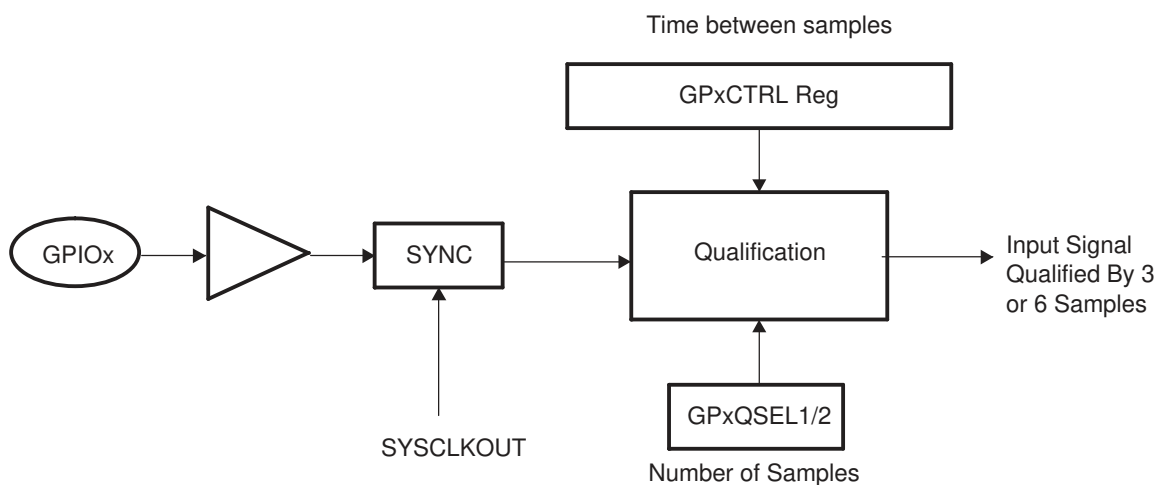 Time between samples
GPxCTRL Reg
GPIOx
SYNC
Qualification
Input Signal
Qualified By 3
or 6 Samples
GPxQSEL1/2
SYSCLKOUT
Number of Samples